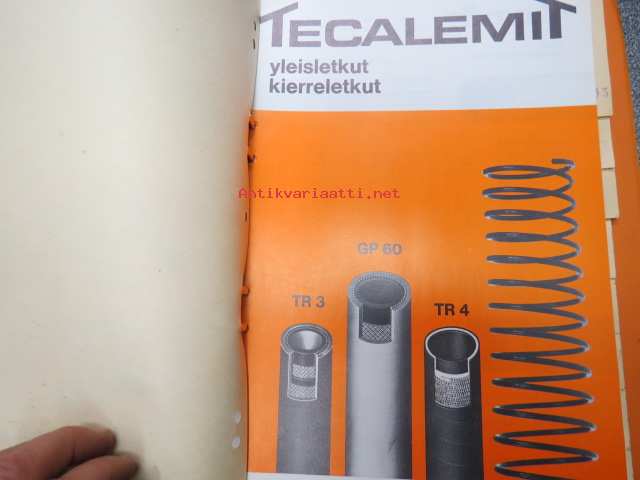 TECALEMIT
yleisletkut
kierreletkut
Antikvariaatti.net
GP 60
TR 3
TR 4